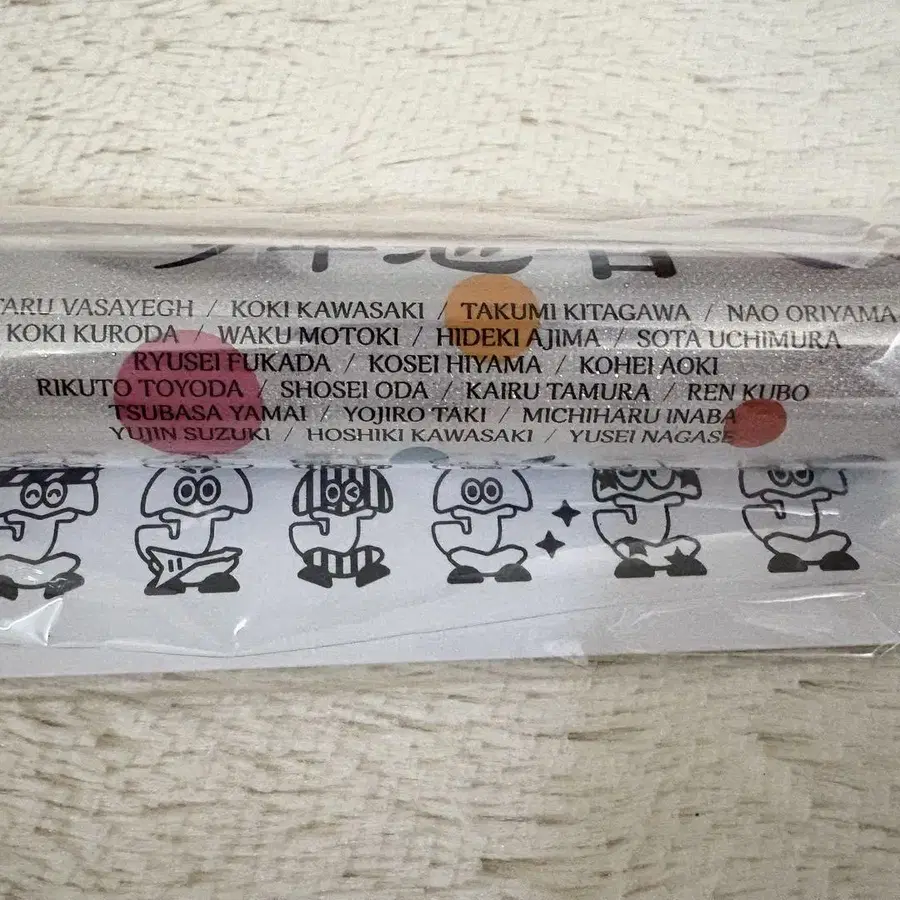 TARU VASAYEGH / KOKI KAWASAKI / TAKUMI KITAGAWA / NAO ORIYAMA
KOKI KURODA / WAKU MOTOKI / HIDEKI AJIMA / SOTA UCHIMURA
RYUSEI FUKADA / KOSEI HIYAMA / KOHEI AOKI
RIKUTO TOYODA / SHOSEI ODA / KAIRU TAMURA / REN KUBO
TSUBASA YAMAI / YOJIRO TAKI / MICHIHARU INABA
YUJIN SUZUKI / HOSHIKI KAWASAKI / YUSEI NAGASE